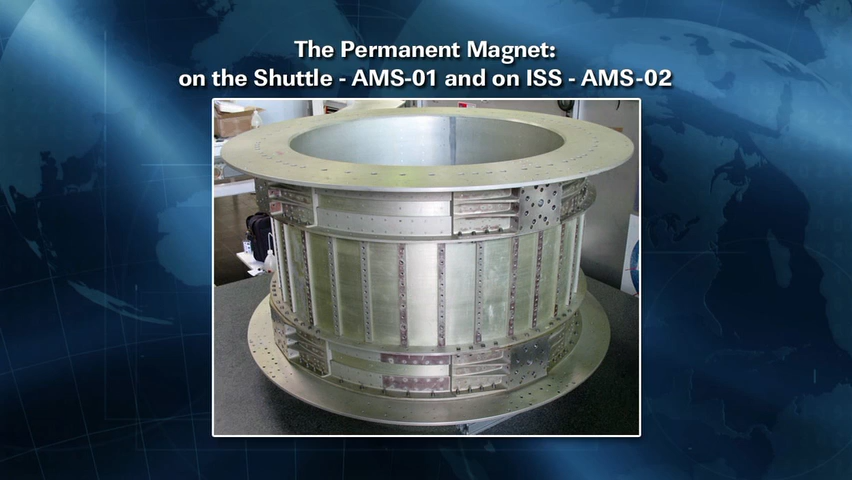 The Permanent Magnet:
on the Shuttle - AMS-01 and on ISS - AMS-02